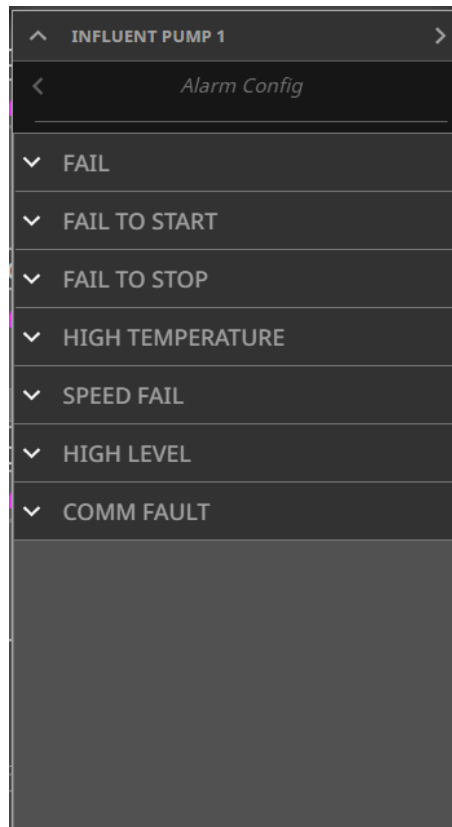 INFLUENT PUMP 1
Alarm Config
FAIL
FAIL TO START
FAIL TO STOP
HIGH TEMPERATURE
SPEED FAIL
HIGH LEVEL
COMM FAULT